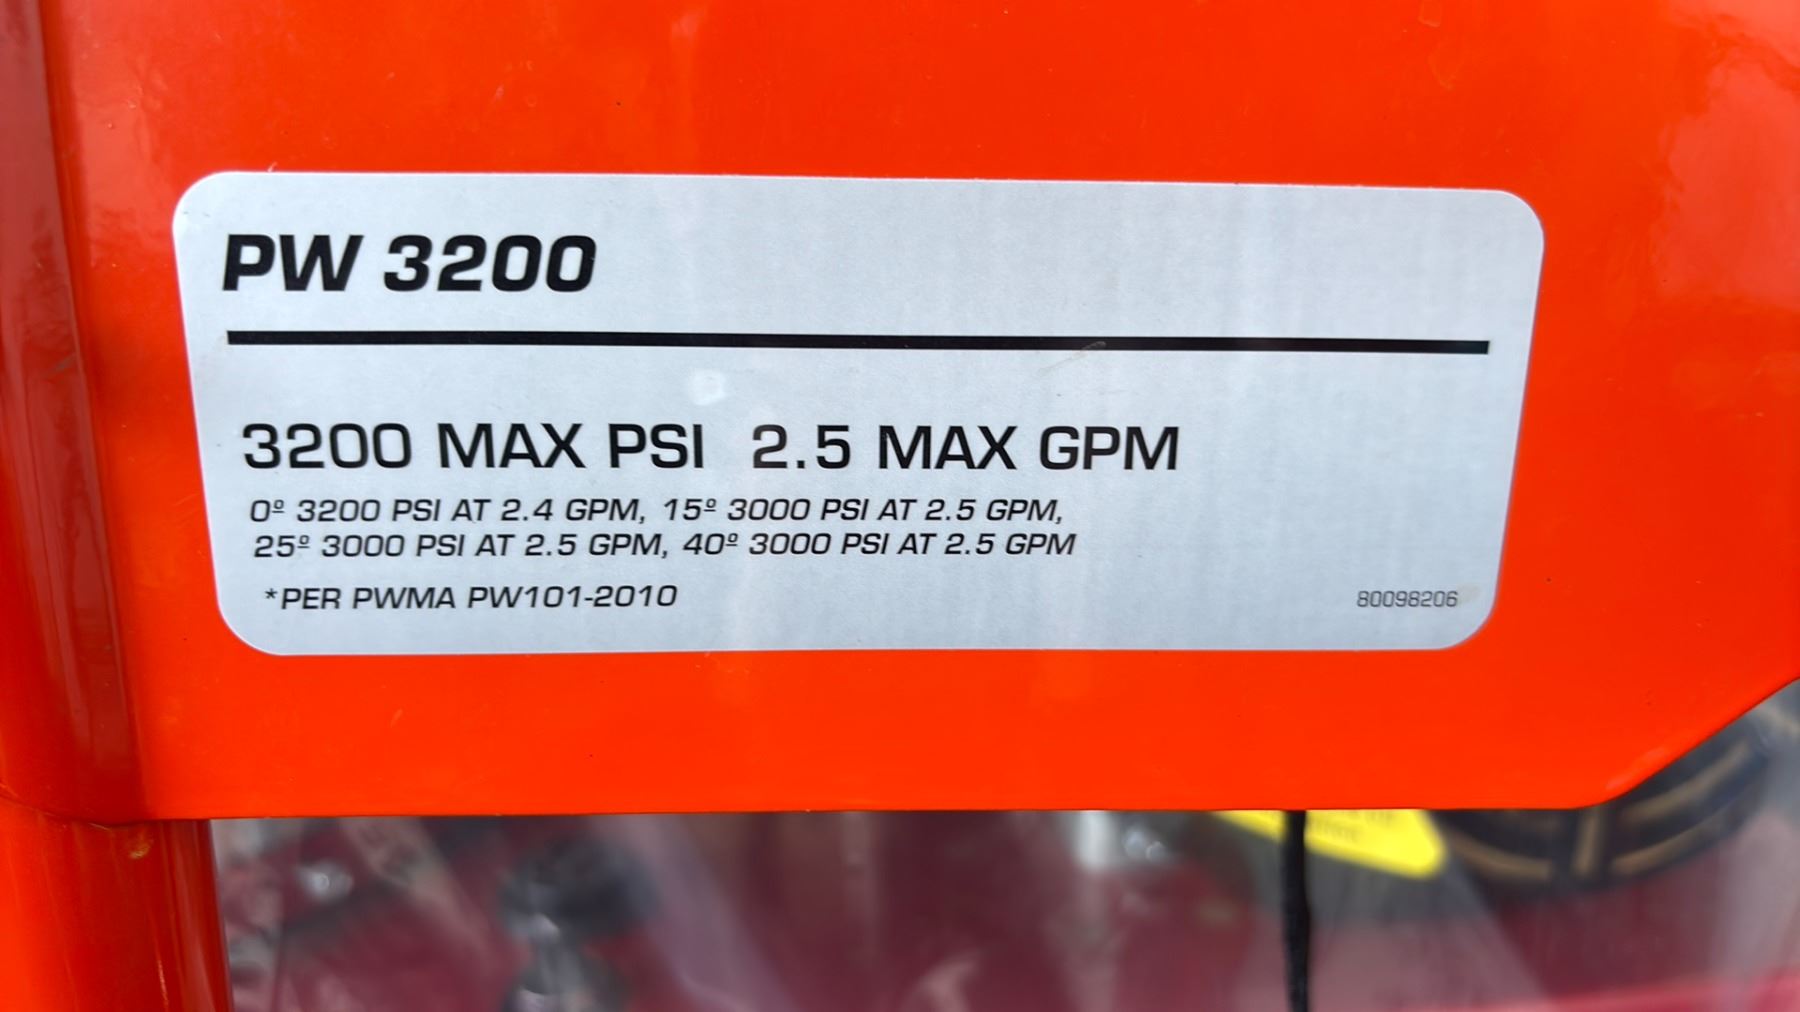 PW 3200
3200 MAX PSI 2.5 MAX GPM
0º 3200 PSI AT 2.4 GPM, 15º 3000 PSI AT 2.5 GPM,
25º 3000 PSI AT 2.5 GPM, 40º 3000 PSI AT 2.5 GPM
*PER PWMA PW101-2010
80098206